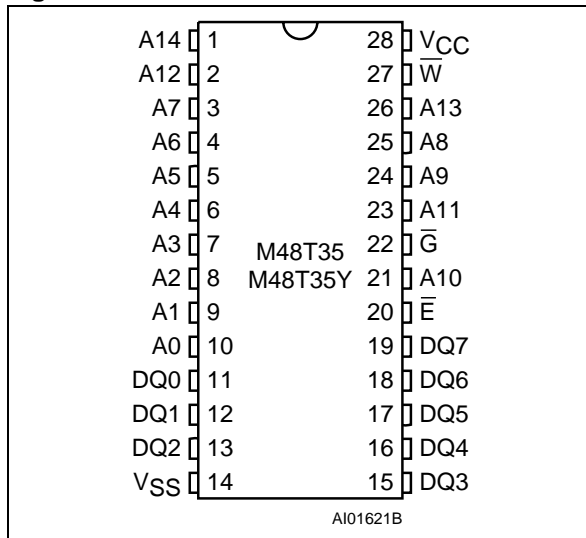 A14 1 28 VCC
A12 2 27 W̅
A7 3 26 A13
A6 4 25 A8
A5 5 24 A9
A4 6 23 A11
A3 7 M48T35 22 G̅
A2 8 M48T35Y 21 A10
A1 9 20 E̅
A0 10 19 DQ7
DQ0 11 18 DQ6
DQ1 12 17 DQ5
DQ2 13 16 DQ4
VSS 14 15 DQ3
AI01621B